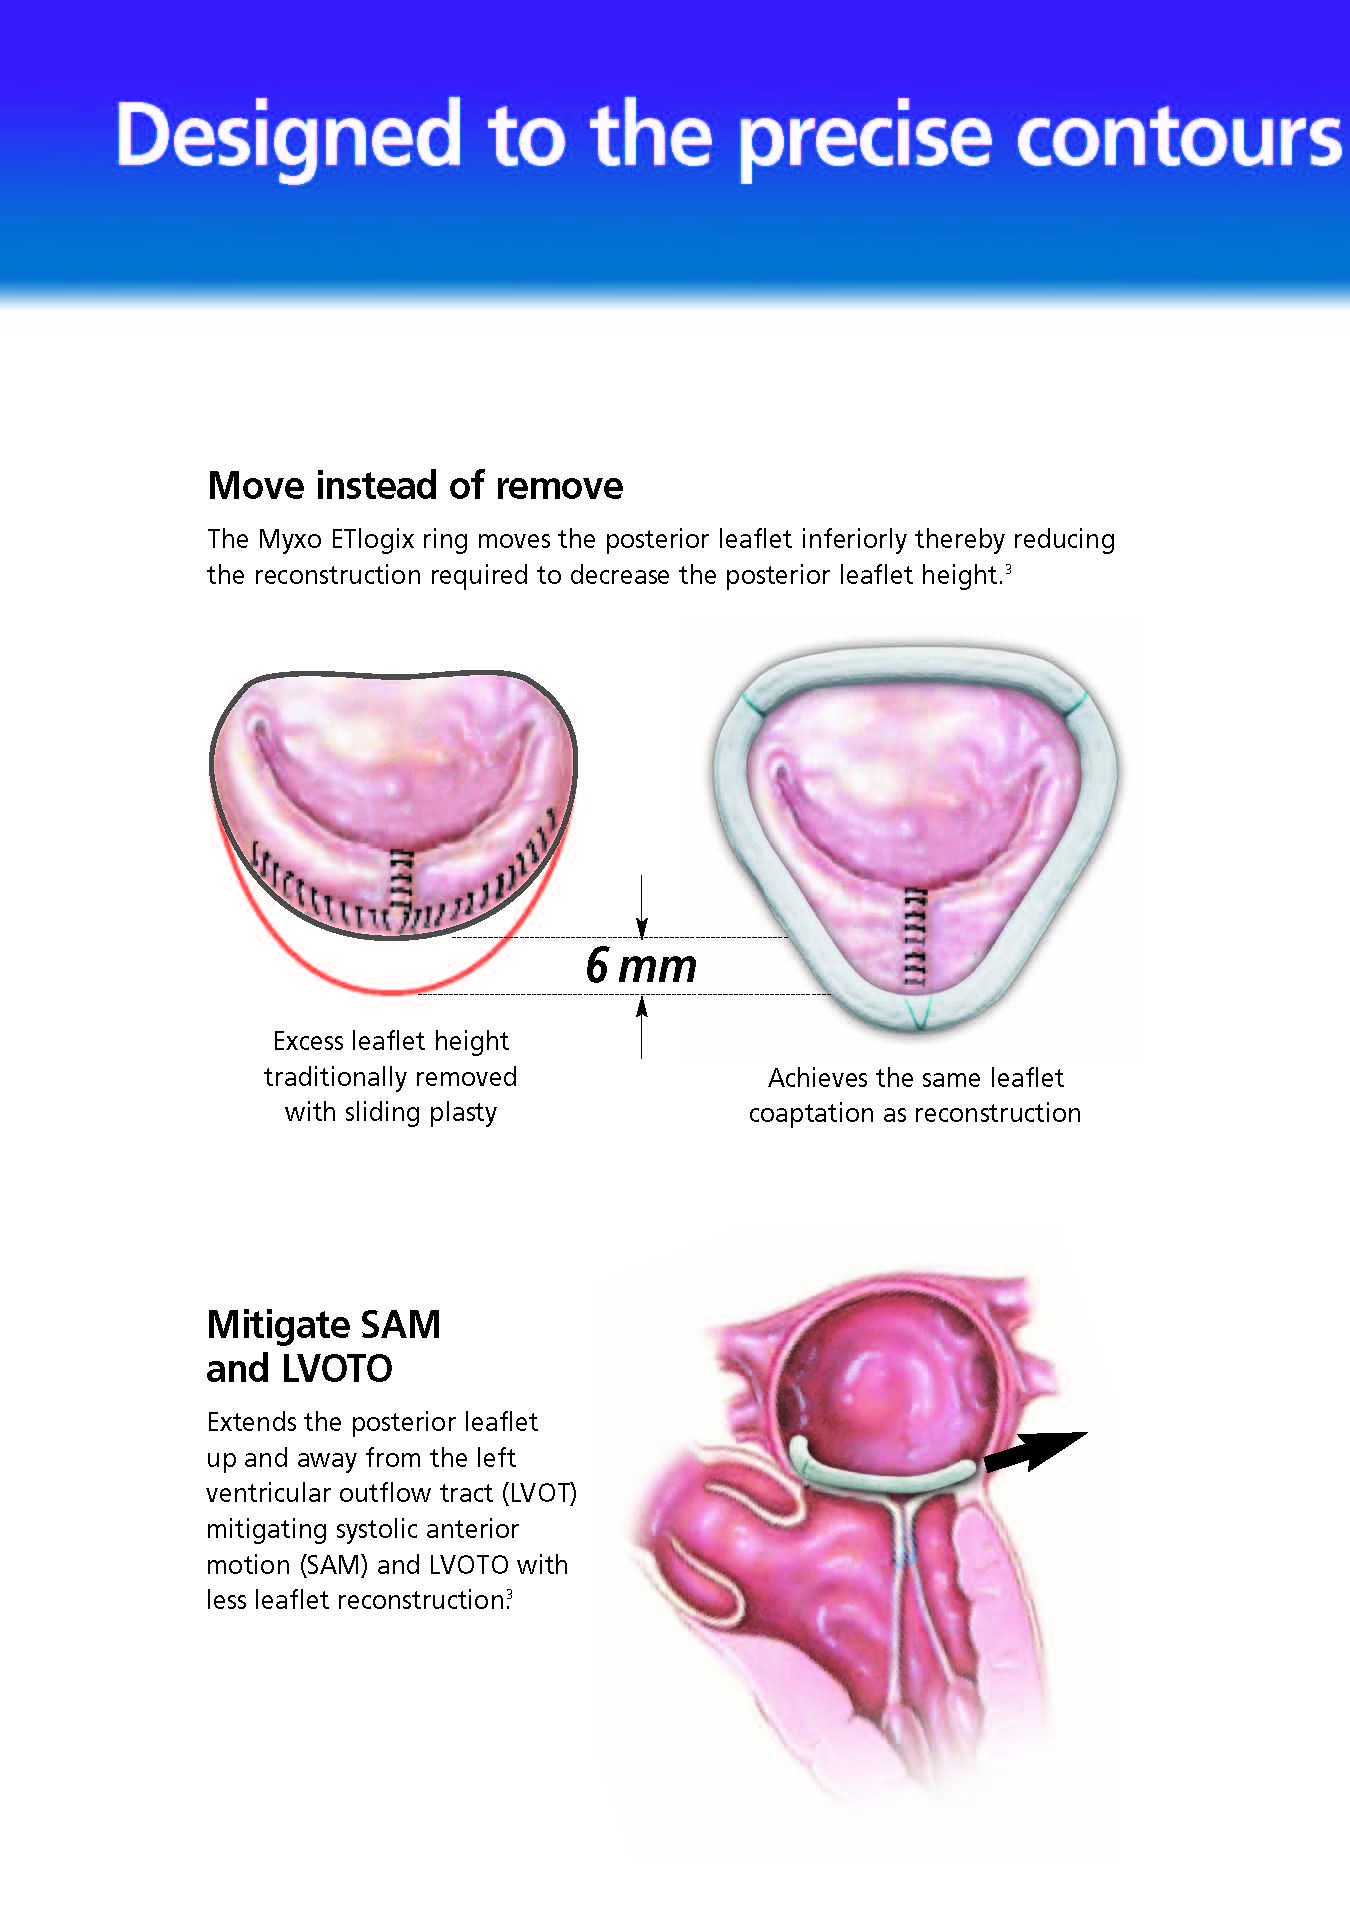 Designed to the precise contours
Move instead of remove
The Myxo ETlogix ring moves the posterior leaflet inferiorly thereby reducing
the reconstruction required to decrease the posterior leaflet height.³
6 mm
Excess leaflet height
traditionally removed
with sliding plasty
Achieves the same leaflet
coaptation as reconstruction
Mitigate SAM
and LVOTO
Extends the posterior leaflet
up and away from the left
ventricular outflow tract (LVOT)
mitigating systolic anterior
motion (SAM) and LVOTO with
less leaflet reconstruction.³